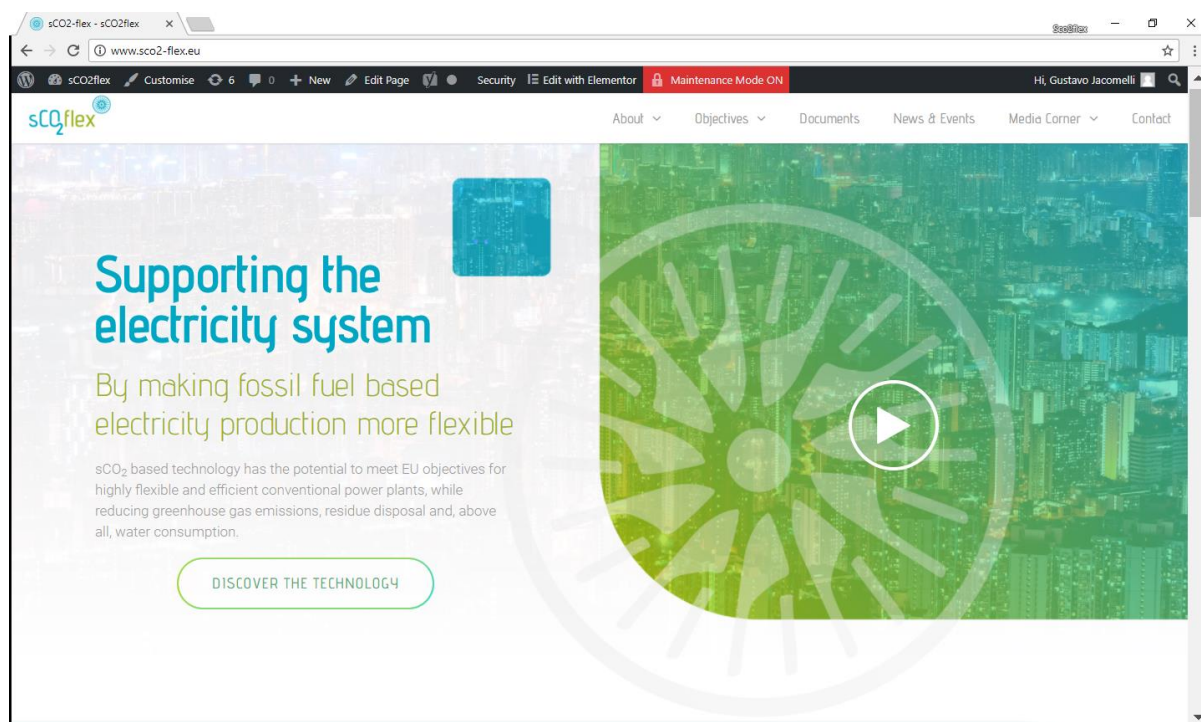 sCO2-flex - sCO2flex
Sco2flex
www.sco2-flex.eu
sCO2flex Customise 6 0 New Edit Page Security Edit with Elementor Maintenance Mode ON Hi, Gustavo Jacomelli
sCO₂flex
About Objectives Documents News & Events Media Corner Contact
Supporting the
electricity system
By making fossil fuel based
electricity production more flexible
sCO₂ based technology has the potential to meet EU objectives for
highly flexible and efficient conventional power plants, while
reducing greenhouse gas emissions, residue disposal and, above
all, water consumption.
DISCOVER THE TECHNOLOGY